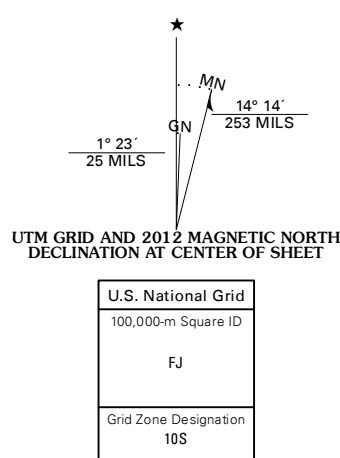 ★
MN
14° 14´
253 MILS
GN
1° 23´
25 MILS
UTM GRID AND 2012 MAGNETIC NORTH
DECLINATION AT CENTER OF SHEET
U.S. National Grid
100,000-m Square ID
FJ
Grid Zone Designation
10S